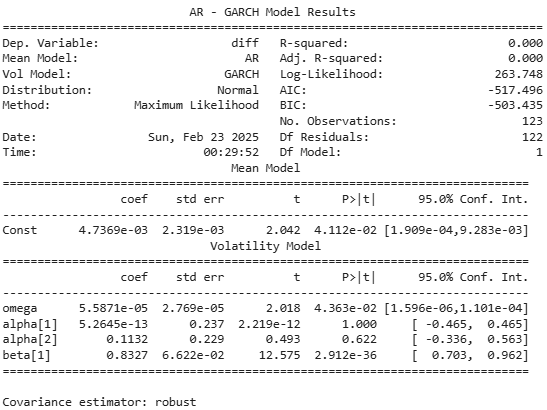 AR - GARCH Model Results
==============================================================================
Dep. Variable:                   diff   R-squared:                       0.000
Mean Model:                        AR   Adj. R-squared:                  0.000
Vol Model:                      GARCH   Log-Likelihood:                263.748
Distribution:                  Normal   AIC:                          -517.496
Method:            Maximum Likelihood   BIC:                          -503.435
                                        No. Observations:                  123
Date:                Sun, Feb 23 2025   Df Residuals:                      122
Time:                        00:29:52   Df Model:                            1
                                 Mean Model
============================================================================
                 coef    std err          t      P>|t|      95.0% Conf. Int.
----------------------------------------------------------------------------
Const      4.7369e-03  2.319e-03      2.042  4.112e-02 [1.909e-04,9.283e-03]
                              Volatility Model
============================================================================
                 coef    std err          t      P>|t|      95.0% Conf. Int.
----------------------------------------------------------------------------
omega      5.5871e-05  2.769e-05      2.018  4.363e-02 [1.596e-06,1.101e-04]
alpha[1]   5.2645e-13      0.237  2.219e-12      1.000     [ -0.465,  0.465]
alpha[2]       0.1132      0.229      0.493      0.622     [ -0.336,  0.563]
beta[1]        0.8327  6.622e-02     12.575  2.912e-36     [  0.703,  0.962]
============================================================================
Covariance estimator: robust